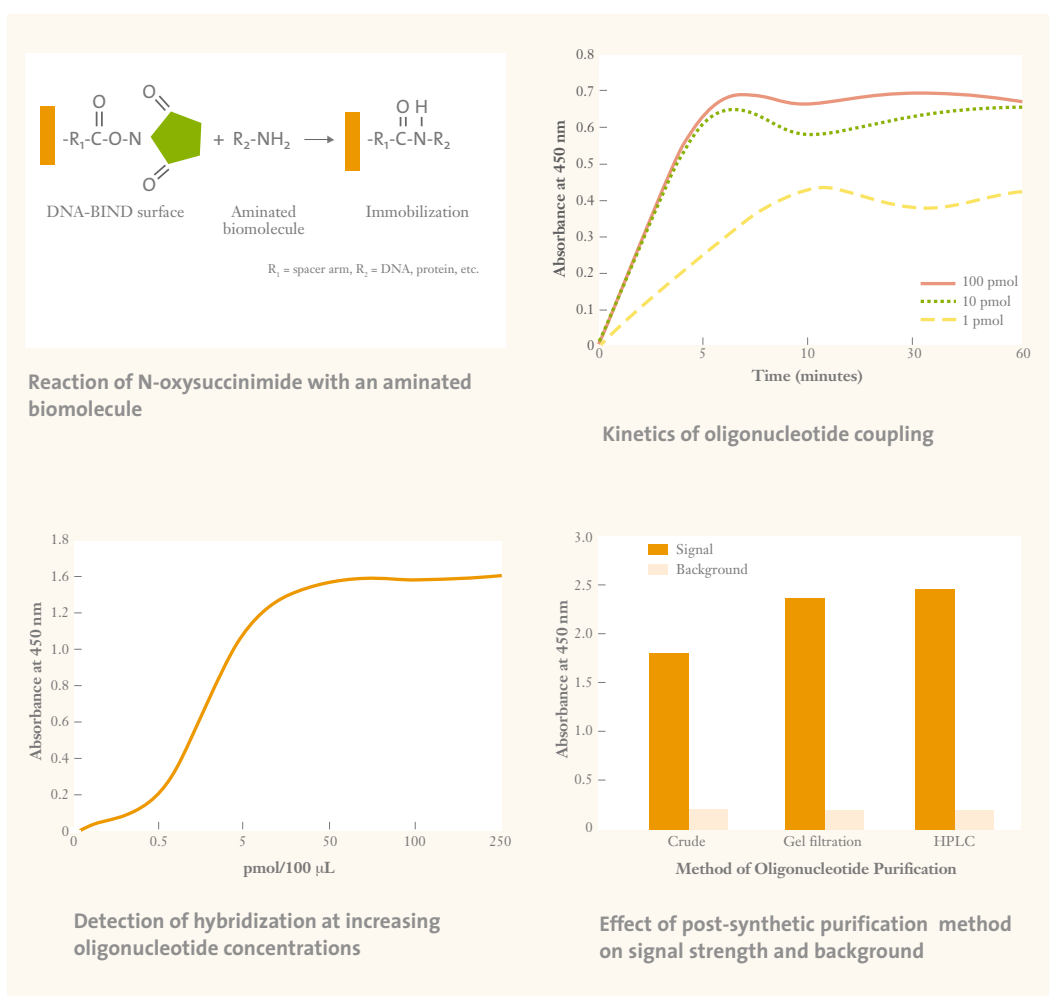 O
O
-R₁-C-O-N
O
+ R₂-NH₂
O H
-R₁-C-N-R₂
DNA-BIND surface
Aminated
biomolecule
Immobilization
R₁ = spacer arm, R₂ = DNA, protein, etc.
Reaction of N-oxysuccinimide with an aminated
biomolecule
0.8
0.7
0.6
0.5
0.4
0.3
0.2
0.1
0
Absorbance at 450 nm
100 pmol
10 pmol
1 pmol
0 5 10 30 60
Time (minutes)
Kinetics of oligonucleotide coupling
1.8
1.6
1.2
1.0
0.8
0.6
0.4
0.2
0
Absorbance at 450 nm
0 0.5 5 50 100 250
pmol/100 µL
Detection of hybridization at increasing
oligonucleotide concentrations
3.0
2.5
2.0
1.5
1.0
0.5
0
Absorbance at 450 nm
Signal
Background
Crude Gel filtration HPLC
Method of Oligonucleotide Purification
Effect of post-synthetic purification method
on signal strength and background